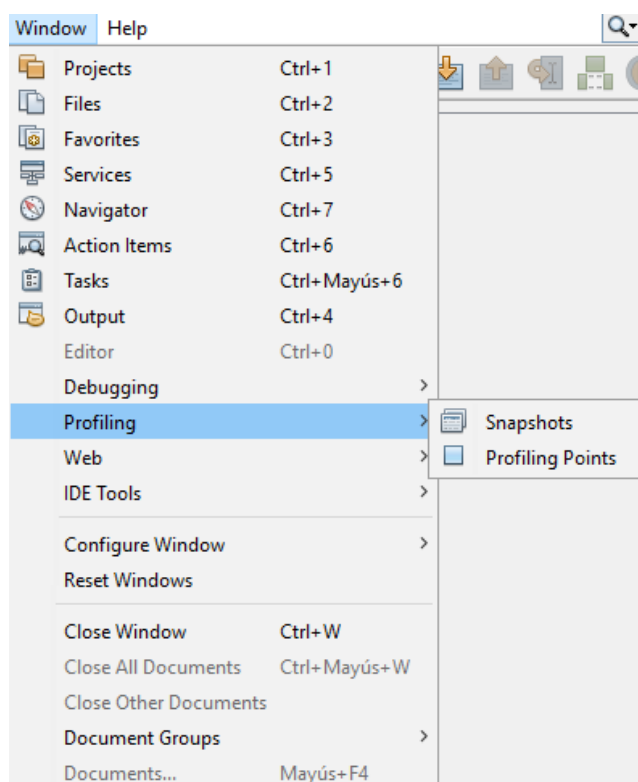 Window Help
Projects Ctrl+1
Files Ctrl+2
Favorites Ctrl+3
Services Ctrl+5
Navigator Ctrl+7
Action Items Ctrl+6
Tasks Ctrl+Mayús+6
Output Ctrl+4
Editor Ctrl+0
Debugging
Profiling
Snapshots
Profiling Points
Web
IDE Tools
Configure Window
Reset Windows
Close Window Ctrl+W
Close All Documents Ctrl+Mayús+W
Close Other Documents
Document Groups
Documents... Mayús+F4